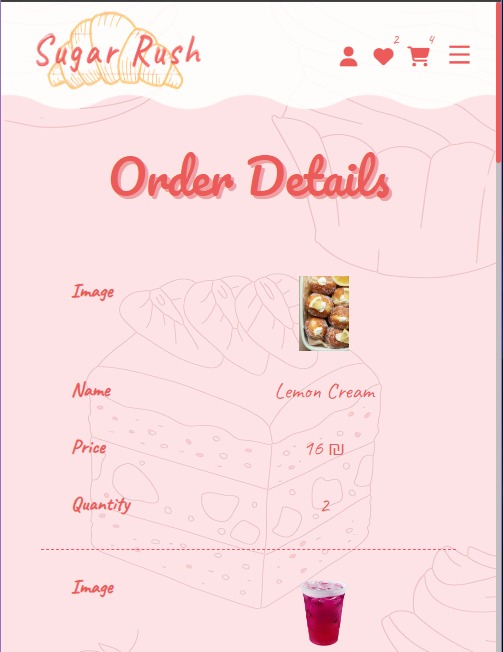 Sugar Rush
2
4
Order Details
Image
Name Lemon Cream
Price 16 ₪
Quantity 2
Image